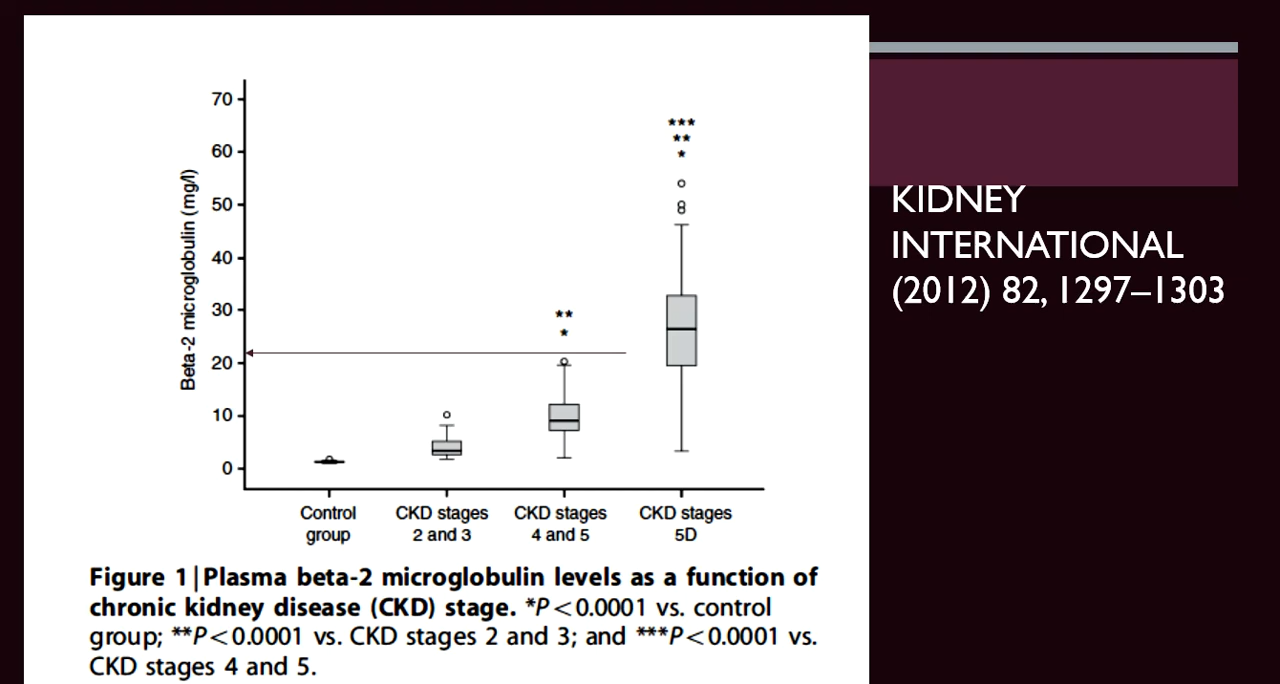 70
60
50
40
30
20
10
0
Beta-2 microglobulin (mg/l)
***
**
*
**
*
Control
group
CKD stages
2 and 3
CKD stages
4 and 5
CKD stages
5D
Figure 1|Plasma beta-2 microglobulin levels as a function of
chronic kidney disease (CKD) stage. *P<0.0001 vs. control
group; **P<0.0001 vs. CKD stages 2 and 3; and ***P<0.0001 vs.
CKD stages 4 and 5.
KIDNEY
INTERNATIONAL
(2012) 82, 1297–1303